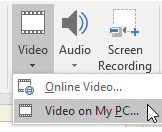 Video Audio Screen
Recording
Online Video...
Video on My PC...